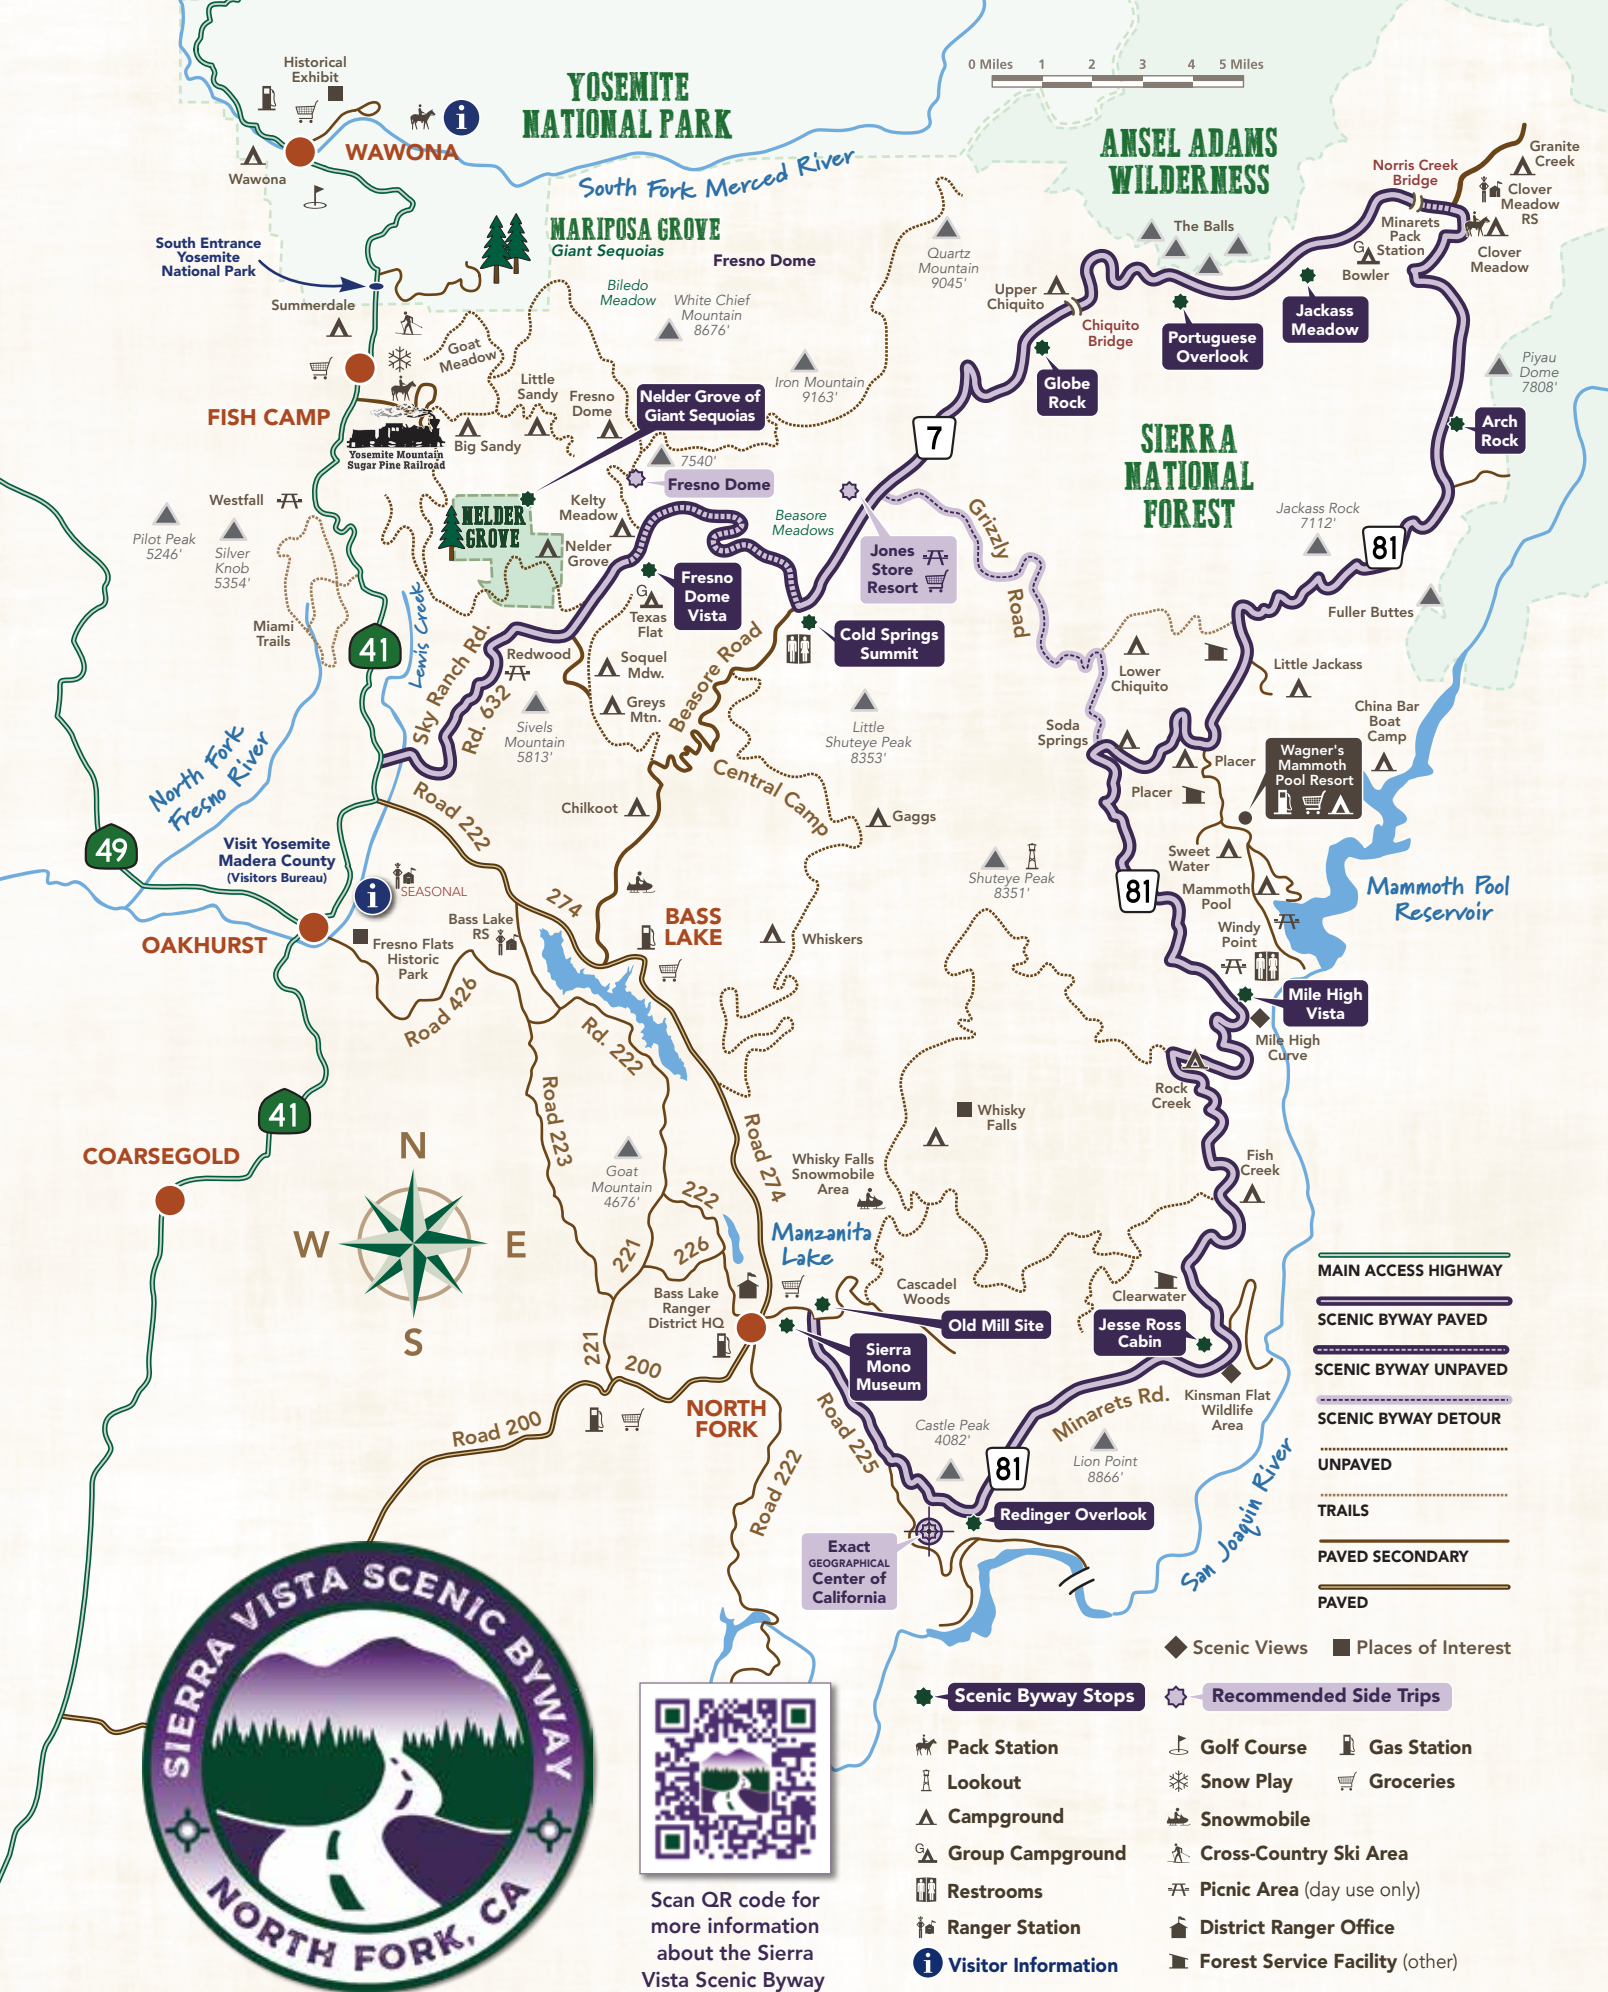 0 Miles 1 2 3 4 5 Miles
YOSEMITE
NATIONAL PARK
ANSEL ADAMS
WILDERNESS
Historical
Exhibit
WAWONA
Wawona
South Fork Merced River
MARIPOSA GROVE
Giant Sequoias
South Entrance
Yosemite
National Park
Summerdale
Fresno Dome
Biledo
Meadow
White Chief
Mountain
8676'
Quartz
Mountain
9045'
The Balls
Norris Creek
Bridge
Granite
Creek
Clover
Meadow
RS
Minarets
Pack
Station
G
Bowler
Clover
Meadow
Upper
Chiquito
Chiquito
Bridge
Portuguese
Overlook
Jackass
Meadow
Globe
Rock
Piyau
Dome
7808'
Arch
Rock
Goat
Meadow
Little
Sandy
Fresno
Dome
Iron Mountain
9163'
Nelder Grove of
Giant Sequoias
FISH CAMP
Yosemite Mountain
Sugar Pine Railroad
Big Sandy
7540'
Fresno Dome
7
SIERRA
NATIONAL
FOREST
Westfall
Pilot Peak
5246'
Silver
Knob
5354'
Kelty
Meadow
NELDER
GROVE
Nelder
Grove
Beasore
Meadows
Jones
Store
Resort
Grizzly
Road
Jackass Rock
7112'
81
Fuller Buttes
Miami
Trails
41
Lewis Creek
Fresno
Dome
Vista
G
Texas
Flat
Cold Springs
Summit
Sky Ranch Rd.
Rd. 632
Redwood
Soquel
Mdw.
Greys
Mtn.
Beasore Road
Sivels
Mountain
5813'
Little
Shuteye Peak
8353'
Lower
Chiquito
Little Jackass
Soda
Springs
China Bar
Boat
Camp
Placer
Placer
Wagner's
Mammoth
Pool Resort
North Fork
Fresno River
Road 222
Chilkoot
Central Camp
Gaggs
49
Visit Yosemite
Madera County
(Visitors Bureau)
SEASONAL
Shuteye Peak
8351'
81
Sweet
Water
Mammoth
Pool
Windy
Point
Mammoth Pool
Reservoir
274
BASS
LAKE
Bass Lake
RS
Whiskers
OAKHURST
Fresno Flats
Historic
Park
Road 426
Rd. 222
Mile High
Vista
Mile High
Curve
Rock
Creek
41
Road 223
Road 274
Whisky
Falls
COARSEGOLD
N
W
E
S
Goat
Mountain
4676'
Whisky Falls
Snowmobile
Area
Fish
Creek
222
221
226
Manzanita
Lake
Bass Lake
Ranger
District HQ
Cascadel
Woods
Clearwater
Old Mill Site
Jesse Ross
Cabin
Sierra
Mono
Museum
221
200
NORTH
FORK
Road 200
Road 225
Road 222
Castle Peak
4082'
Minarets Rd.
Kinsman Flat
Wildlife
Area
Lion Point
8866'
81
Redinger Overlook
San Joaquin River
Exact
GEOGRAPHICAL
Center of
California
MAIN ACCESS HIGHWAY
SCENIC BYWAY PAVED
SCENIC BYWAY UNPAVED
SCENIC BYWAY DETOUR
UNPAVED
TRAILS
PAVED SECONDARY
PAVED
Scenic Views
Places of Interest
Scenic Byway Stops
Recommended Side Trips
Pack Station
Golf Course
Gas Station
Lookout
Snow Play
Groceries
Campground
Snowmobile
G
Group Campground
Cross-Country Ski Area
Restrooms
Picnic Area (day use only)
Ranger Station
District Ranger Office
i Visitor Information
Forest Service Facility (other)
SIERRA VISTA SCENIC BYWAY
NORTH FORK, CA
Scan QR code for
more information
about the Sierra
Vista Scenic Byway